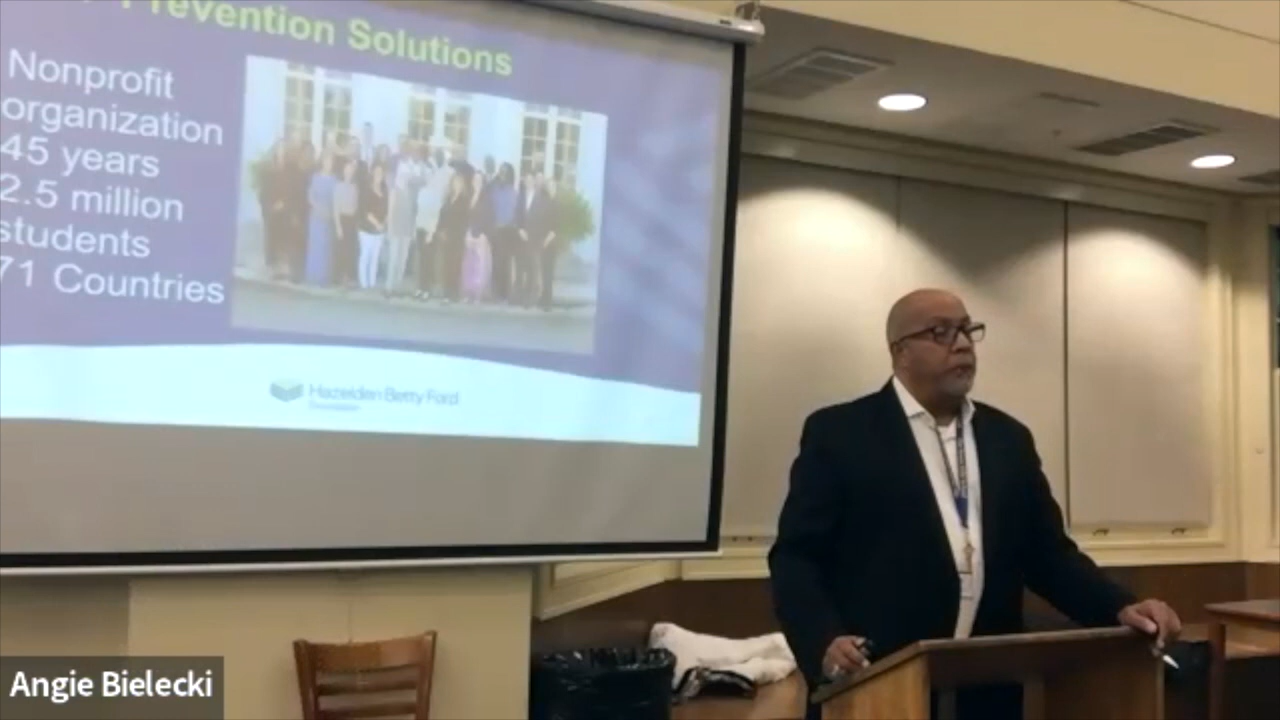 Prevention Solutions
Nonprofit
organization
45 years
2.5 million
students
71 Countries
Hazelden Betty Ford
Angie Bielecki